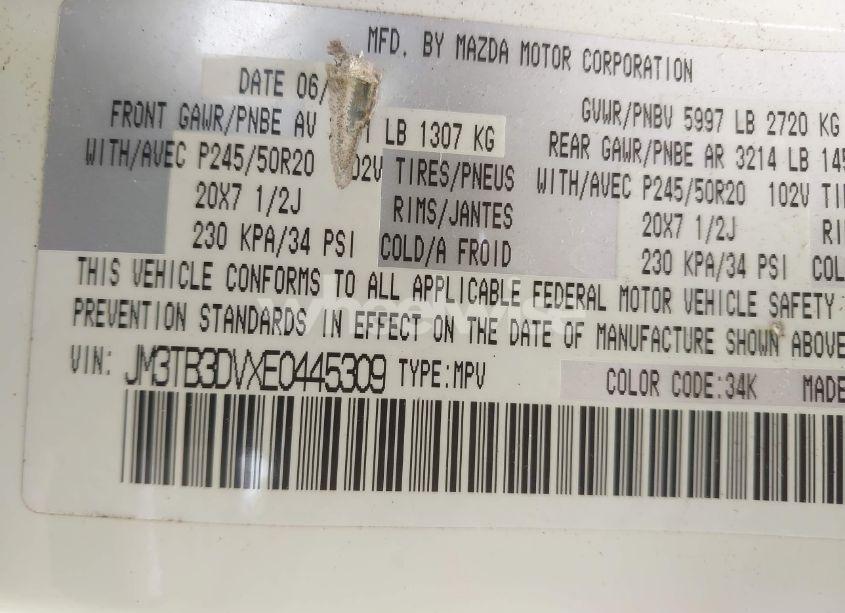 MFD. BY MAZDA MOTOR CORPORATION
DATE 06/
GVWR/PNBV 5997 LB 2720 KG
FRONT GAWR/PNBE AV LB 1307 KG
REAR GAWR/PNBE AR 3214 LB
WITH/AVEC P245/50R20 102V TIRES/PNEUS
WITH/AVEC P245/50R20 102V
20X7 1/2J RIMS/JANTES
20X7 1/2J
230 KPA/34 PSI COLD/A FROID
230 KPA/34 PSI
THIS VEHICLE CONFORMS TO ALL APPLICABLE FEDERAL MOTOR VEHICLE SAFETY
PREVENTION STANDARDS IN EFFECT ON THE DATE OF MANUFACTURE SHOWN ABOVE
VIN: JM3TB3DVXE0445309 TYPE:MPV
COLOR CODE:34K MADE